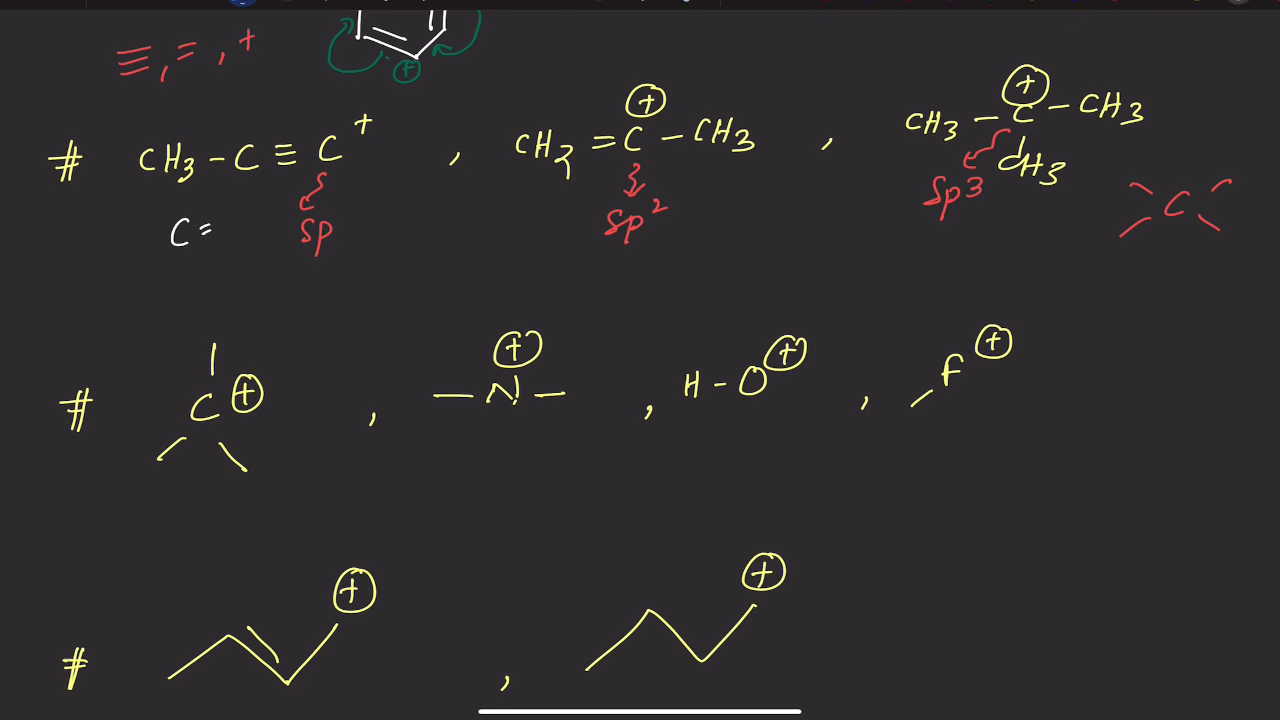 ≡, =, +
⊕
# CH3 - C ≡ C+ , CH2 = C⊕ - CH3 , CH3 - C⊕ - CH3
CH3
C = sp sp2 sp3 C
# C⊕ , - N⊕ - , H - O⊕ , F⊕
# ⊕ , ⊕